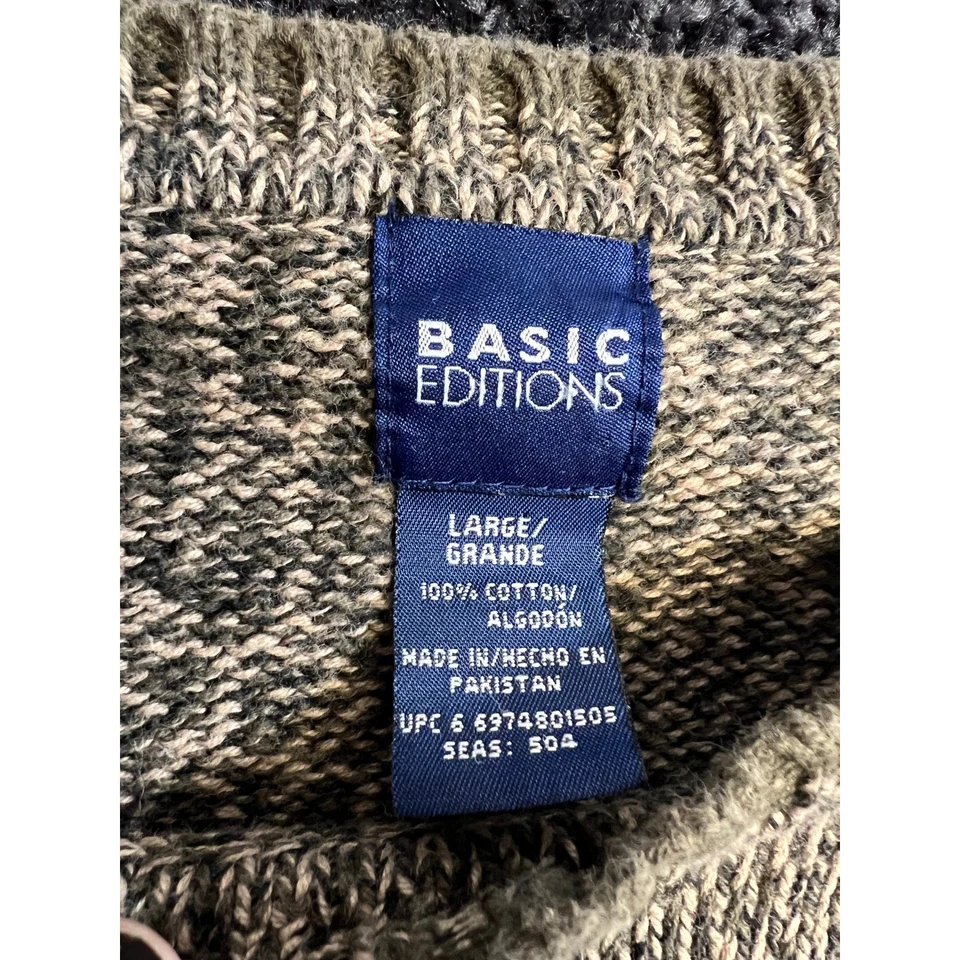 BASIC
EDITIONS
LARGE/
GRANDE
100% COTTON/
ALGODÓN
MADE IN/HECHO EN
PAKISTAN
UPC 6 6974801505
SEAS: 504